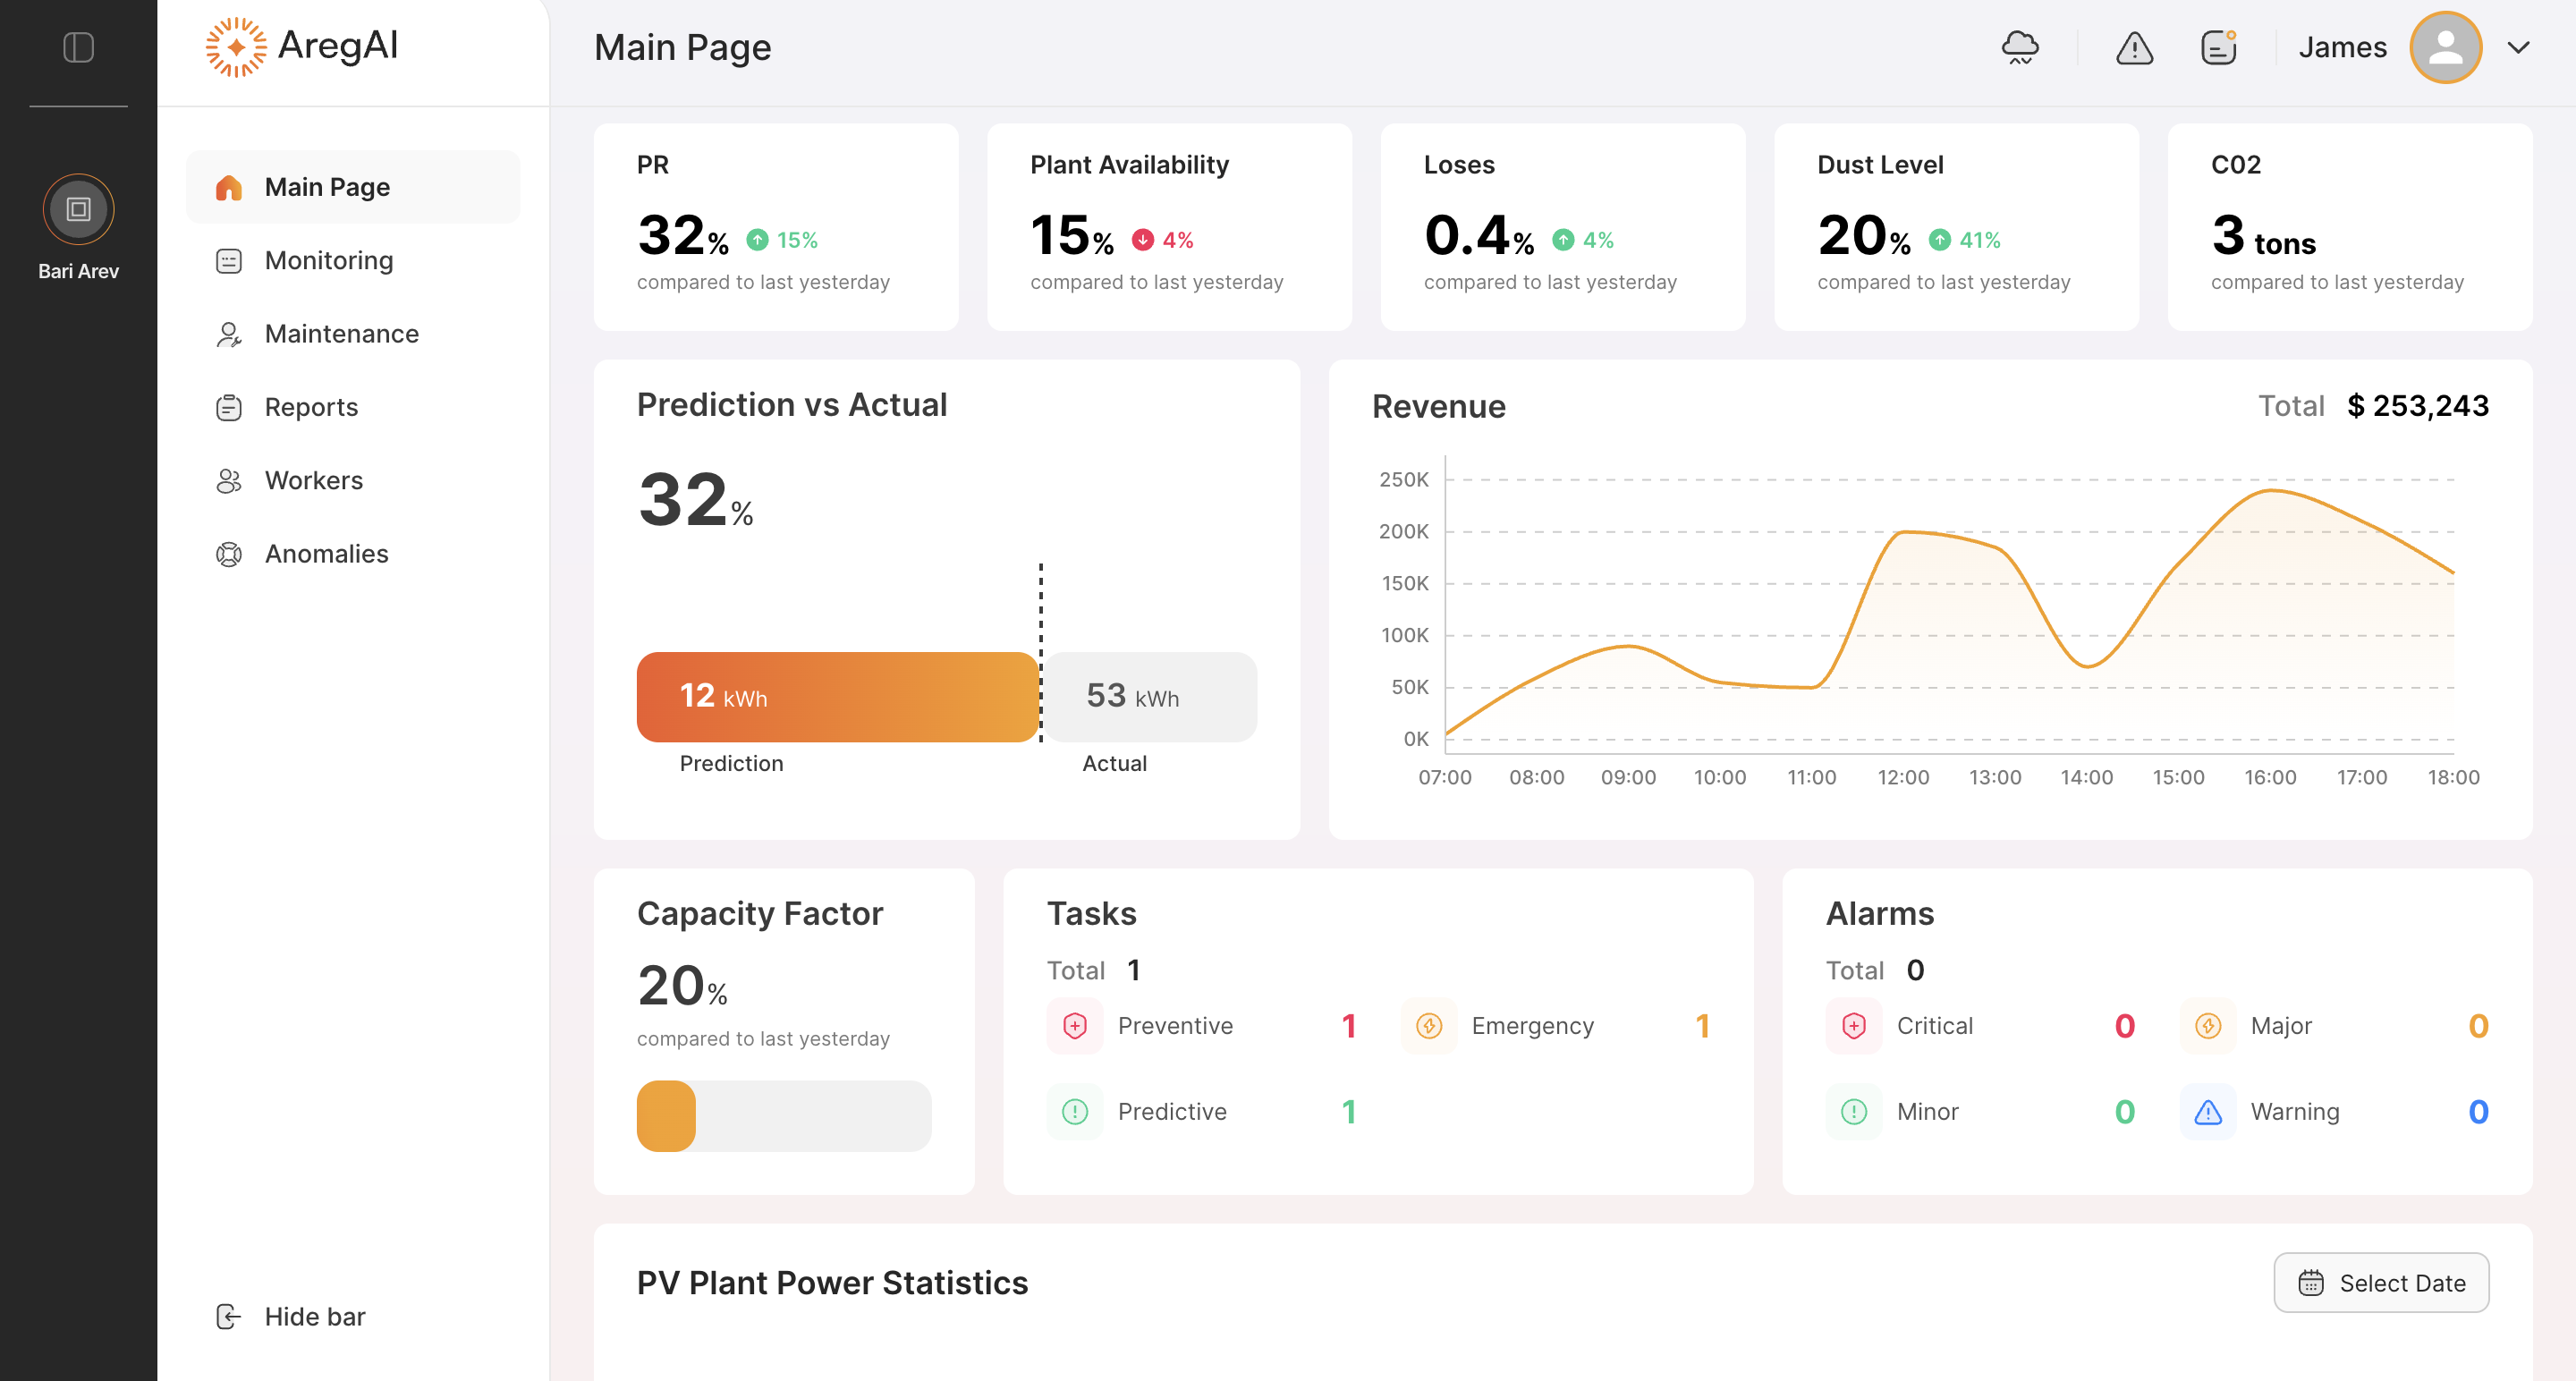 AregAI
Main Page
James
Bari Arev
Main Page
Monitoring
Maintenance
Reports
Workers
Anomalies
Hide bar
PR
32% 15%
compared to last yesterday
Plant Availability
15% 4%
compared to last yesterday
Loses
0.4% 4%
compared to last yesterday
Dust Level
20% 41%
compared to last yesterday
C02
3 tons
compared to last yesterday
Prediction vs Actual
32%
12 kWh
53 kWh
Prediction
Actual
Revenue
Total $ 253,243
250K
200K
150K
100K
50K
0K
07:00 08:00 09:00 10:00 11:00 12:00 13:00 14:00 15:00 16:00 17:00 18:00
Capacity Factor
20%
compared to last yesterday
Tasks
Total 1
Preventive 1
Emergency 1
Predictive 1
Alarms
Total 0
Critical 0
Major 0
Minor 0
Warning 0
PV Plant Power Statistics
Select Date